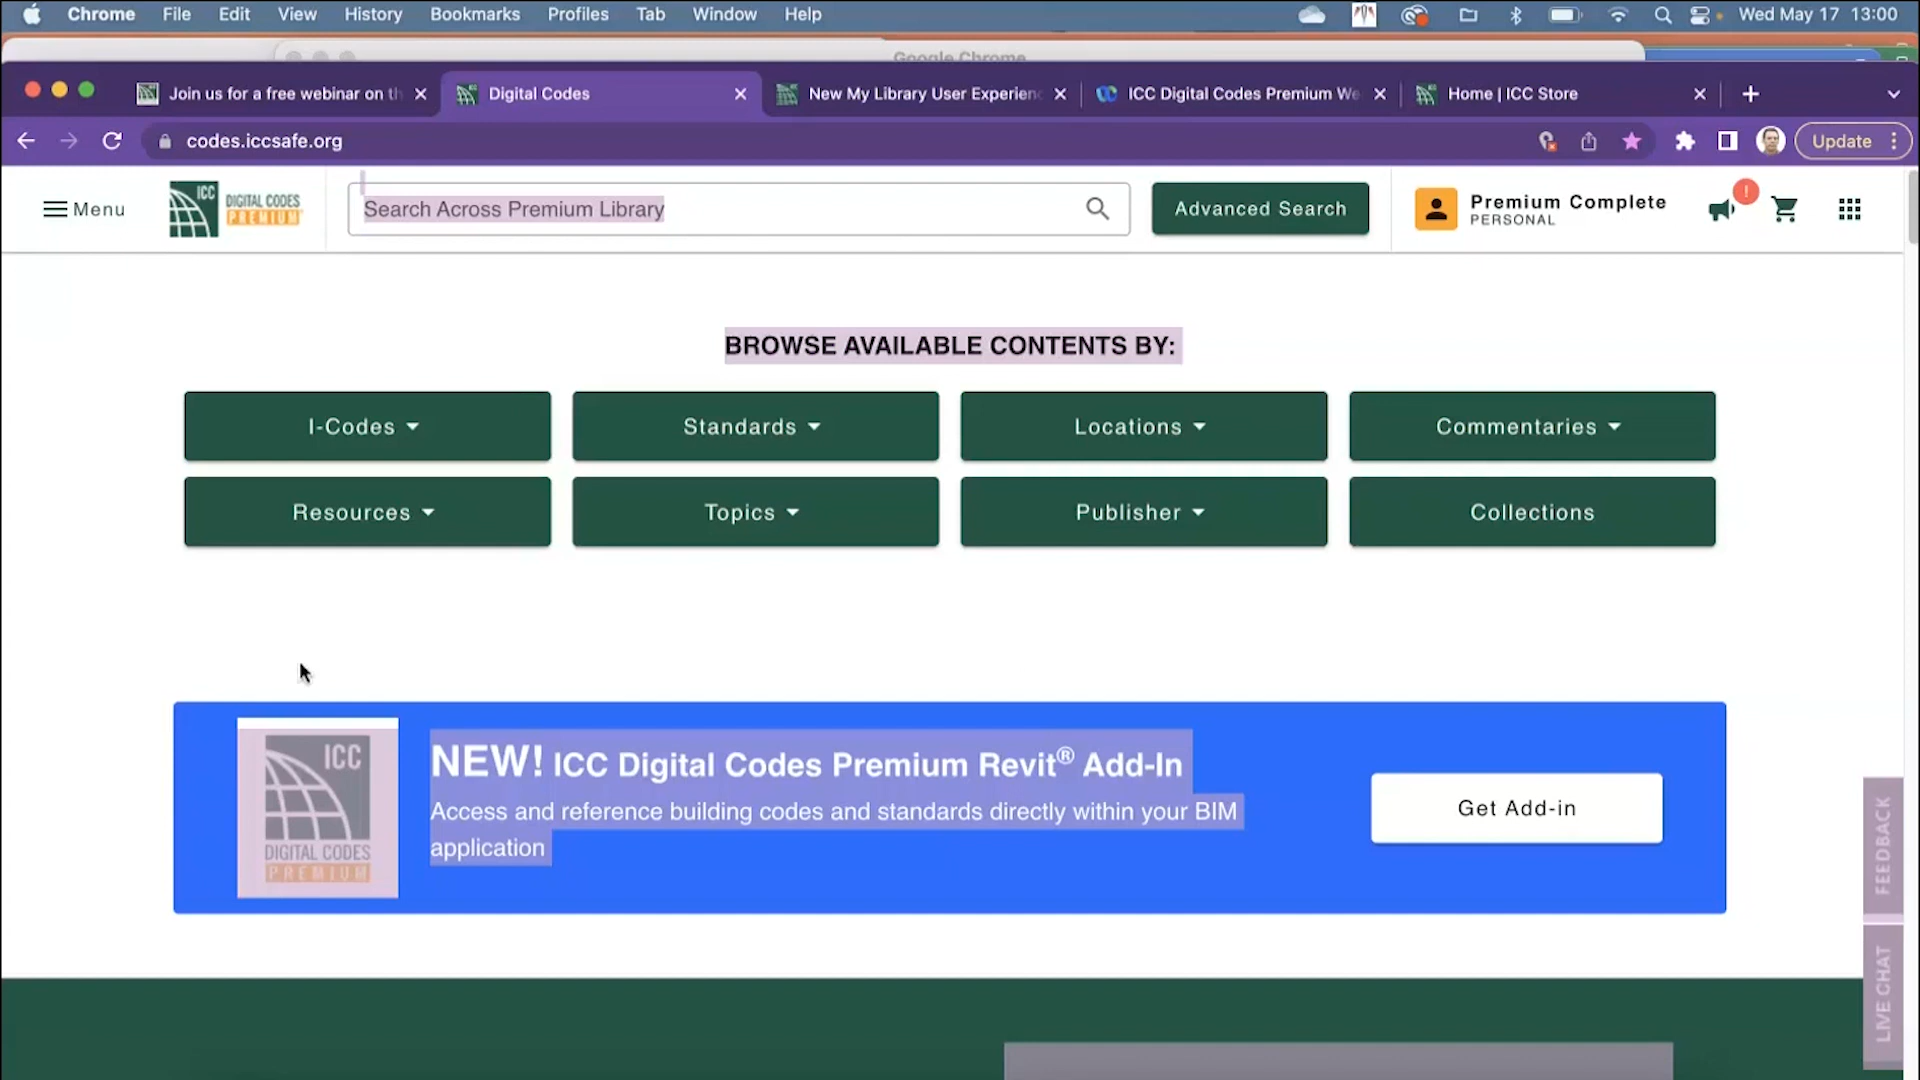 Chrome File Edit View History Bookmarks Profiles Tab Window Help Wed May 17 13:00
Google Chrome
Join us for a free webinar on th Digital Codes New My Library User Experien ICC Digital Codes Premium We Home | ICC Store
codes.iccsafe.org Update
Menu
ICC
DIGITAL CODES
PREMIUM
Search Across Premium Library
Advanced Search
Premium Complete
PERSONAL
!
BROWSE AVAILABLE CONTENTS BY:
I-Codes Standards Locations Commentaries
Resources Topics Publisher Collections
ICC
DIGITAL CODES
PREMIUM
NEW! ICC Digital Codes Premium Revit® Add-In
Access and reference building codes and standards directly within your BIM
application
Get Add-in
FEEDBACK
LIVE CHAT